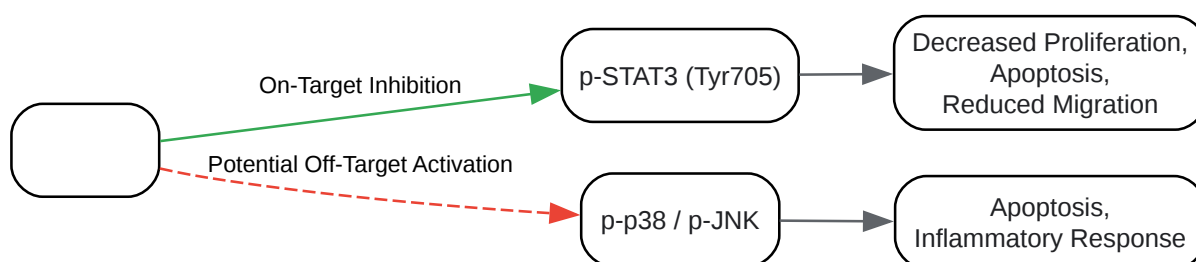 On-Target Inhibition
p-STAT3 (Tyr705)
Decreased Proliferation,
Apoptosis,
Reduced Migration
Potential Off-Target Activation
p-p38 / p-JNK
Apoptosis,
Inflammatory Response